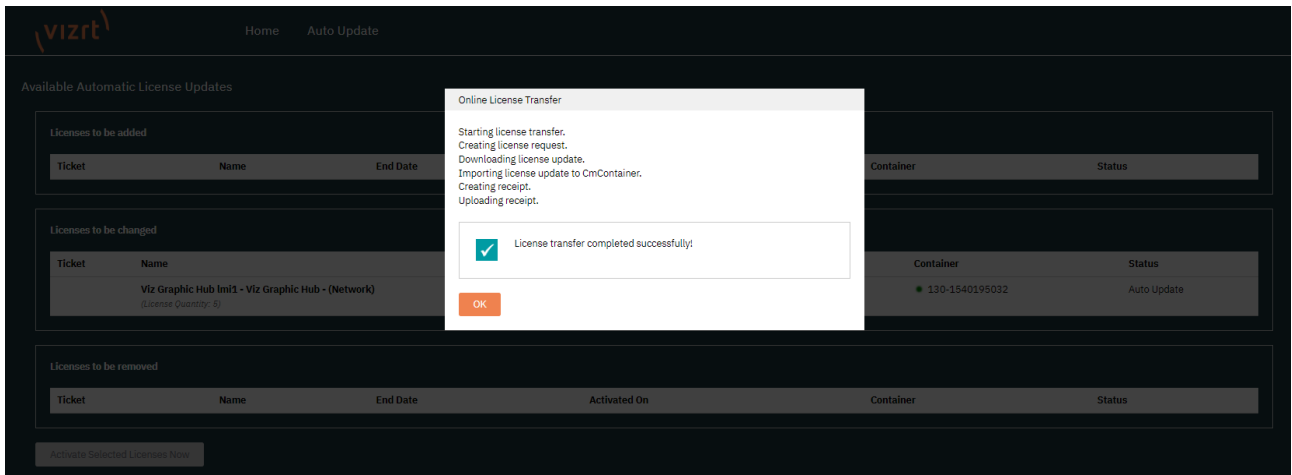 vizrt
Home Auto Update
Available Automatic License Updates
Licenses to be added
Ticket Name End Date Container Status
Online License Transfer
Starting license transfer.
Creating license request.
Downloading license update.
Importing license update to CmContainer.
Creating receipt.
Uploading receipt.
License transfer completed successfully!
OK
Licenses to be changed
Ticket Name Container Status
Viz Graphic Hub lmi1 - Viz Graphic Hub - (Network) 130-1540195032 Auto Update
(License Quantity: 5)
Licenses to be removed
Ticket Name End Date Activated On Container Status
Activate Selected Licenses Now